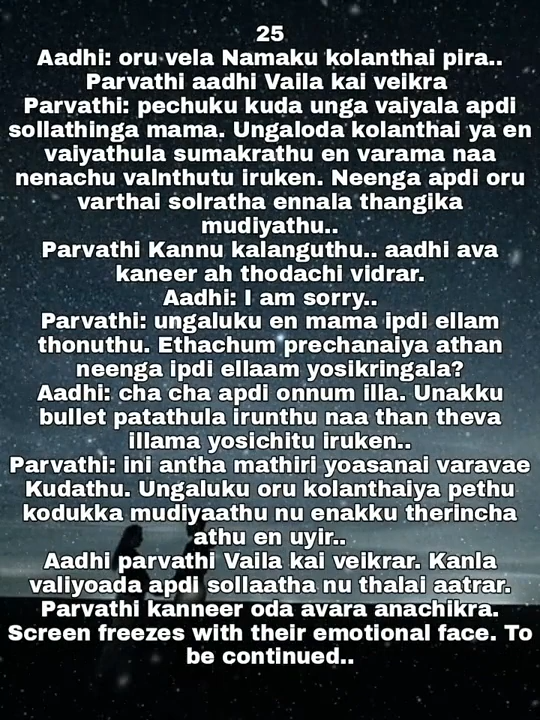 25
Aadhi: oru vela Namaku kolanthai pira..
Parvathi aadhi Vaila kai veikra
Parvathi: pechuku kuda unga vaiyala apdi
sollathinga mama. Ungaloda kolanthai ya en
vaiyathula sumakrathu en varama naa
nenachu valnthutu iruken. Neenga apdi oru
varthai solratha ennala thangika
mudiyathu..
Parvathi Kannu kalanguthu.. aadhi ava
kaneer ah thodachi vidrar.
Aadhi: I am sorry..
Parvathi: ungaluku en mama ipdi ellam
thonuthu. Ethachum prechanaiya athan
neenga ipdi ellaam yosikringala?
Aadhi: cha cha apdi onnum illa. Unakku
bullet patathula irunthu naa than theva
illama yosichitu iruken..
Parvathi: ini antha mathiri yoasanai varavae
Kudathu. Ungaluku oru kolanthaiya pethu
kodukka mudiyaathu nu enakku therincha
athu en uyir..
Aadhi parvathi Vaila kai veikrar. Kanla
valiyoada apdi sollaatha nu thalai aatrar.
Parvathi kanneer oda avara anachikra.
Screen freezes with their emotional face. To
be continued..